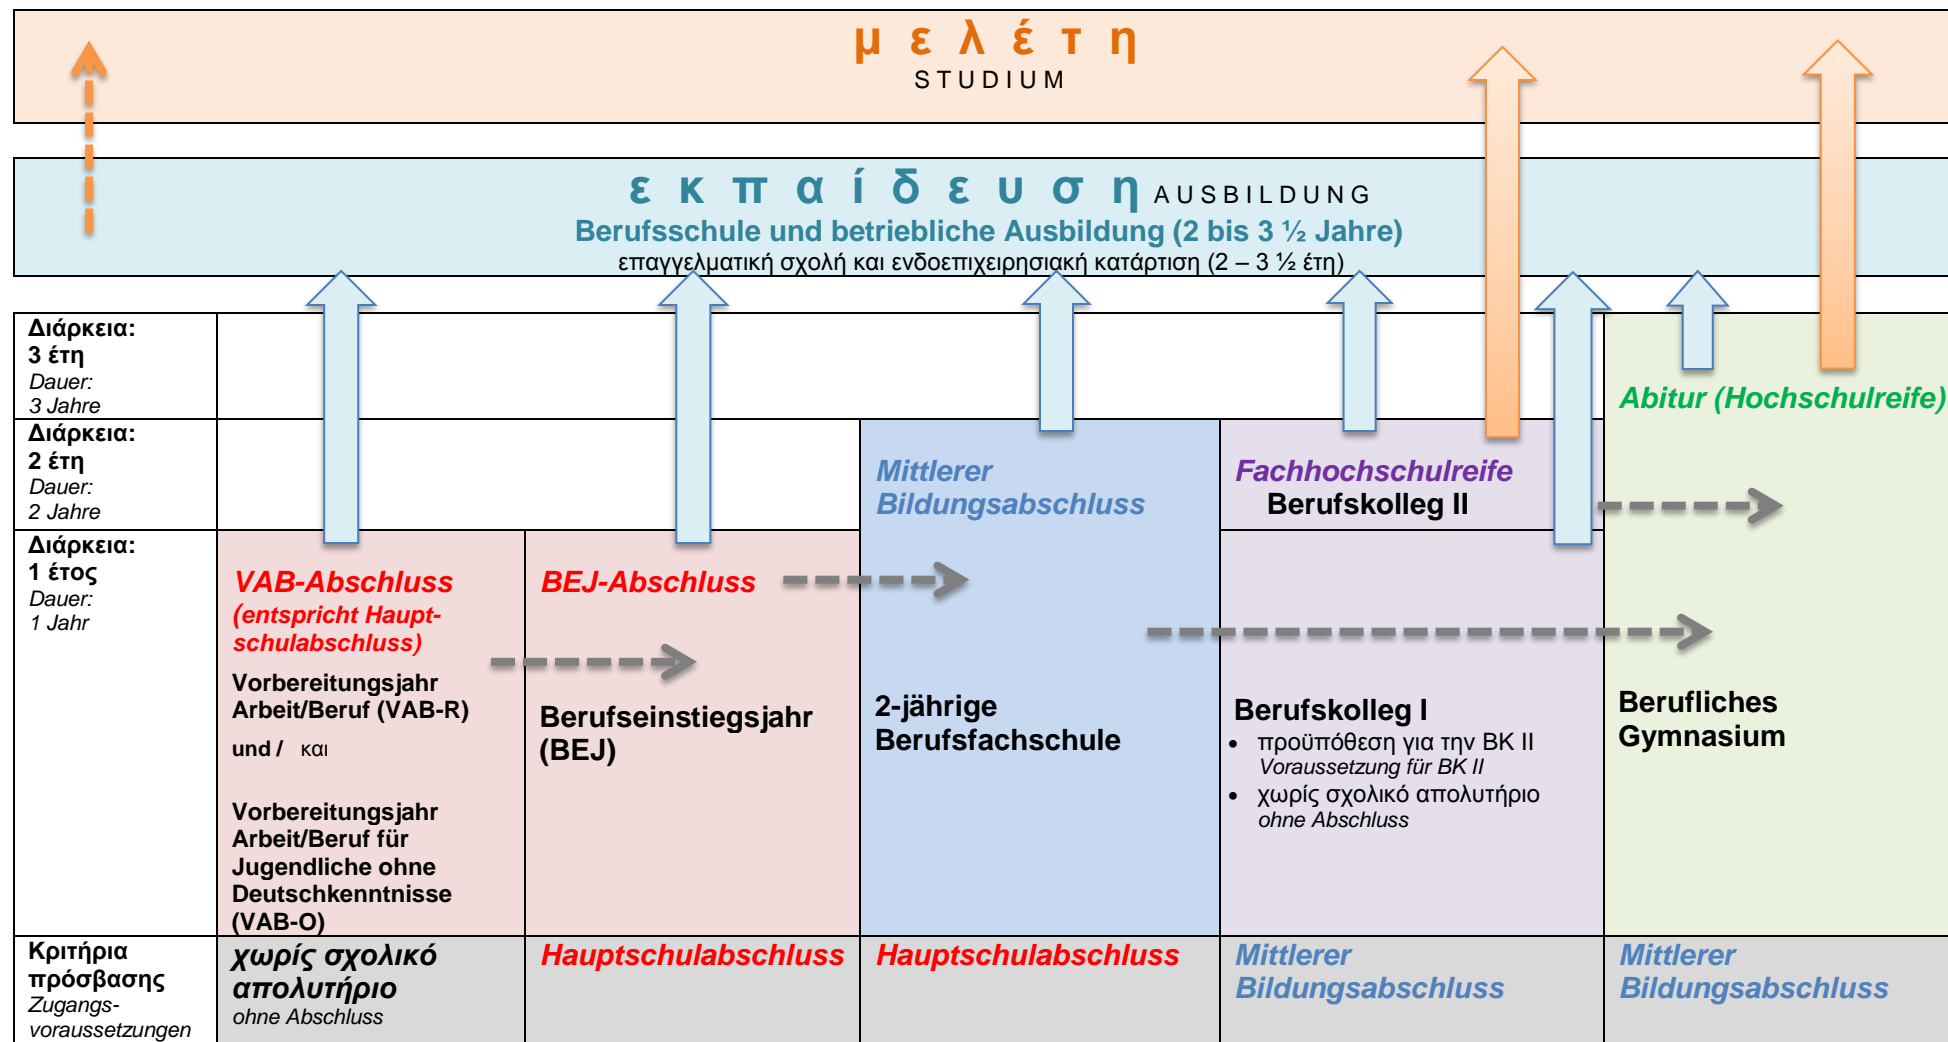 μ ε λ έ τ η
STUDIUM
ε κ π α ί δ ε υ σ η AUSBILDUNG
Berufsschule und betriebliche Ausbildung (2 bis 3 ½ Jahre)
επαγγελματική σχολή και ενδοεπιχειρησιακή κατάρτιση (2 – 3 ½ έτη)
Διάρκεια:
3 έτη
Dauer:
3 Jahre
Abitur (Hochschulreife)
Διάρκεια:
2 έτη
Dauer:
2 Jahre
Mittlerer
Bildungsabschluss
Fachhochschulreife
Berufskolleg II
Διάρκεια:
1 έτος
Dauer:
1 Jahr
VAB-Abschluss
(entspricht Haupt-
schulabschluss)
Vorbereitungsjahr
Arbeit/Beruf (VAB-R)
und / και
Vorbereitungsjahr
Arbeit/Beruf für
Jugendliche ohne
Deutschkenntnisse
(VAB-O)
BEJ-Abschluss
Berufseinstiegsjahr
(BEJ)
2-jährige
Berufsfachschule
Berufskolleg I
• προϋπόθεση για την BK II
Voraussetzung für BK II
• χωρίς σχολικό απολυτήριο
ohne Abschluss
Berufliches
Gymnasium
Κριτήρια
πρόσβασης
Zugangs-
voraussetzungen
χωρίς σχολικό
απολυτήριο
ohne Abschluss
Hauptschulabschluss
Hauptschulabschluss
Mittlerer
Bildungsabschluss
Mittlerer
Bildungsabschluss